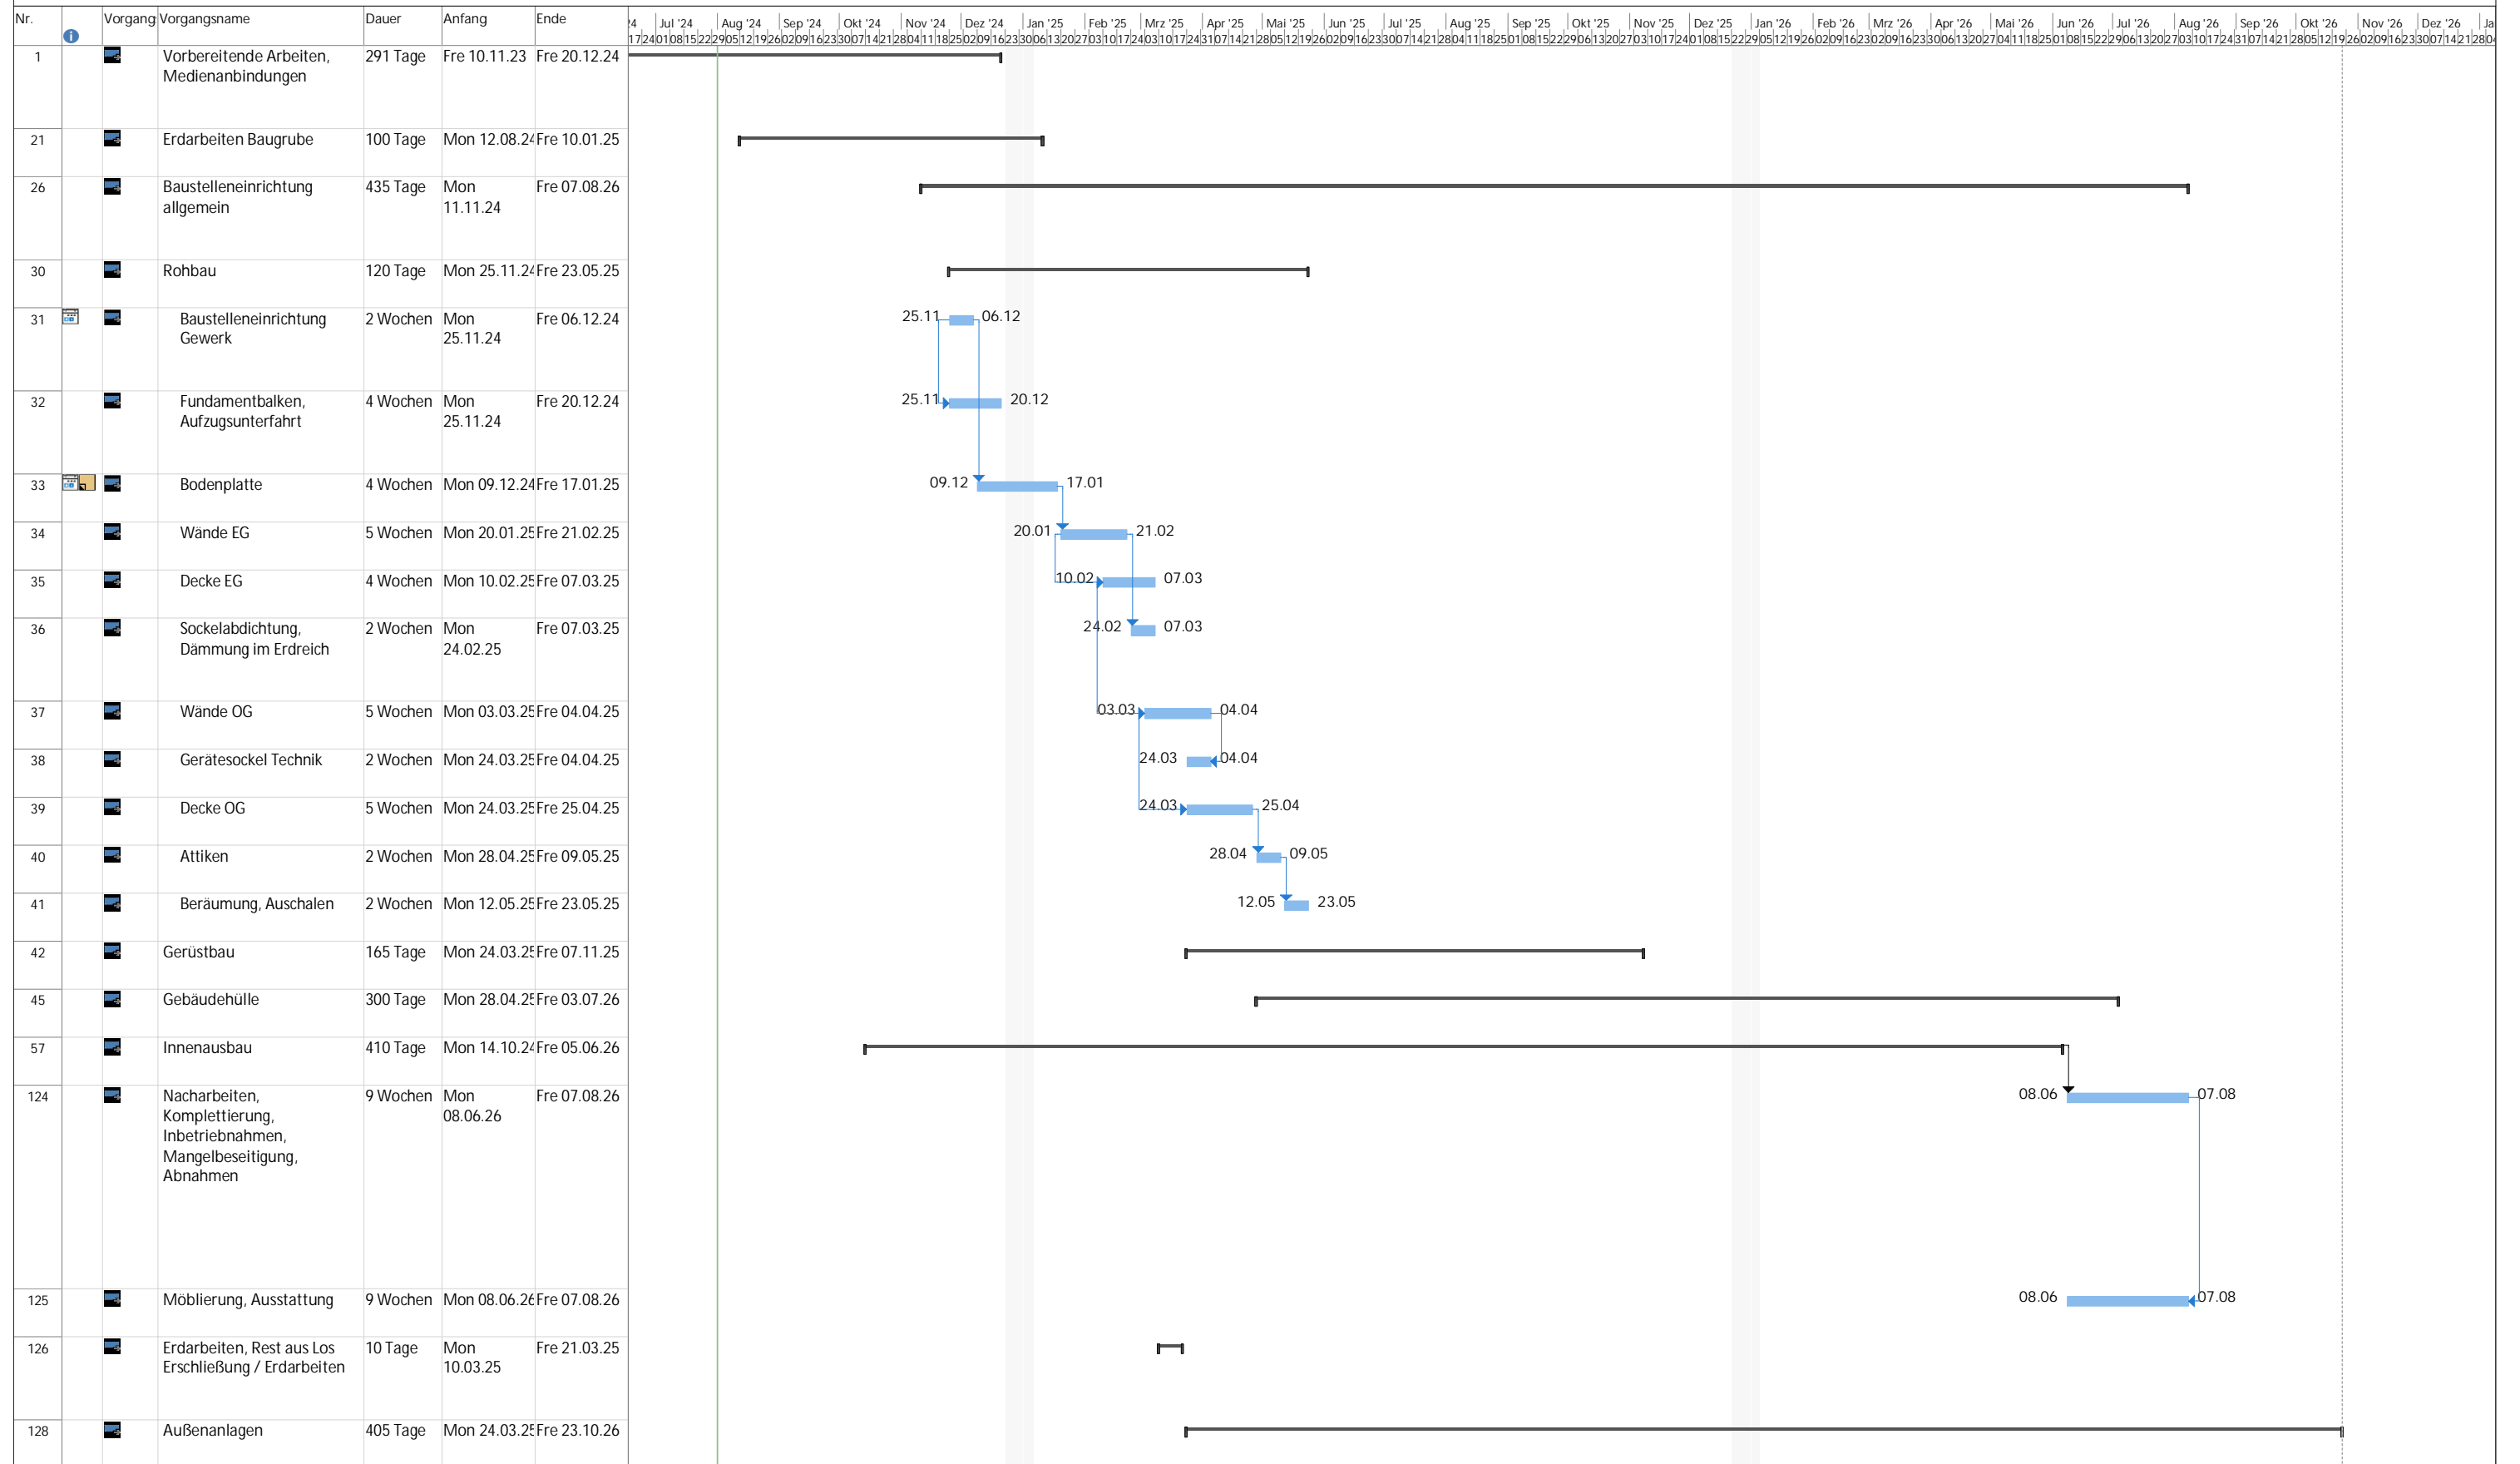 Nr. Vorgangs Vorgangsname Dauer Anfang Ende
Jul '24 Aug '24 Sep '24 Okt '24 Nov '24 Dez '24 Jan '25 Feb '25 Mrz '25 Apr '25 Mai '25 Jun '25 Jul '25 Aug '25 Sep '25 Okt '25 Nov '25 Dez '25 Jan '26 Feb '26 Mrz '26 Apr '26 Mai '26 Jun '26 Jul '26 Aug '26 Sep '26 Okt '26 Nov '26 Dez '26 Ja
1 Vorbereitende Arbeiten, 291 Tage Fre 10.11.23 Fre 20.12.24
Medienanbindungen
21 Erdarbeiten Baugrube 100 Tage Mon 12.08.24 Fre 10.01.25
26 Baustelleneinrichtung 435 Tage Mon Fre 07.08.26
allgemein 11.11.24
30 Rohbau 120 Tage Mon 25.11.24 Fre 23.05.25
31 Baustelleneinrichtung 2 Wochen Mon Fre 06.12.24 25.11 06.12
Gewerk 25.11.24
32 Fundamentbalken, 4 Wochen Mon Fre 20.12.24 25.11 20.12
Aufzugsunterfahrt 25.11.24
33 Bodenplatte 4 Wochen Mon 09.12.24 Fre 17.01.25 09.12 17.01
34 Wände EG 5 Wochen Mon 20.01.25 Fre 21.02.25 20.01 21.02
35 Decke EG 4 Wochen Mon 10.02.25 Fre 07.03.25 10.02 07.03
36 Sockelabdichtung, 2 Wochen Mon Fre 07.03.25 24.02 07.03
Dämmung im Erdreich 24.02.25
37 Wände OG 5 Wochen Mon 03.03.25 Fre 04.04.25 03.03 04.04
38 Gerätesockel Technik 2 Wochen Mon 24.03.25 Fre 04.04.25 24.03 04.04
39 Decke OG 5 Wochen Mon 24.03.25 Fre 25.04.25 24.03 25.04
40 Attiken 2 Wochen Mon 28.04.25 Fre 09.05.25 28.04 09.05
41 Beräumung, Auschalen 2 Wochen Mon 12.05.25 Fre 23.05.25 12.05 23.05
42 Gerüstbau 165 Tage Mon 24.03.25 Fre 07.11.25
45 Gebäudehülle 300 Tage Mon 28.04.25 Fre 03.07.26
57 Innenausbau 410 Tage Mon 14.10.24 Fre 05.06.26
124 Nacharbeiten, 9 Wochen Mon Fre 07.08.26 08.06 07.08
Komplettierung, 08.06.26
Inbetriebnahmen,
Mangelbeseitigung,
Abnahmen
125 Möblierung, Ausstattung 9 Wochen Mon 08.06.26 Fre 07.08.26 08.06 07.08
126 Erdarbeiten, Rest aus Los 10 Tage Mon Fre 21.03.25
Erschließung / Erdarbeiten 10.03.25
128 Außenanlagen 405 Tage Mon 24.03.25 Fre 23.10.26